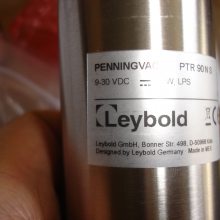 PENNINGVAC PTR 90 N S
9-30 VDC ⎓ W, LPS
Leybold
Leybold GmbH, Bonner Str. 498, D-50968 Köln
Designed by Leybold Germany Made in